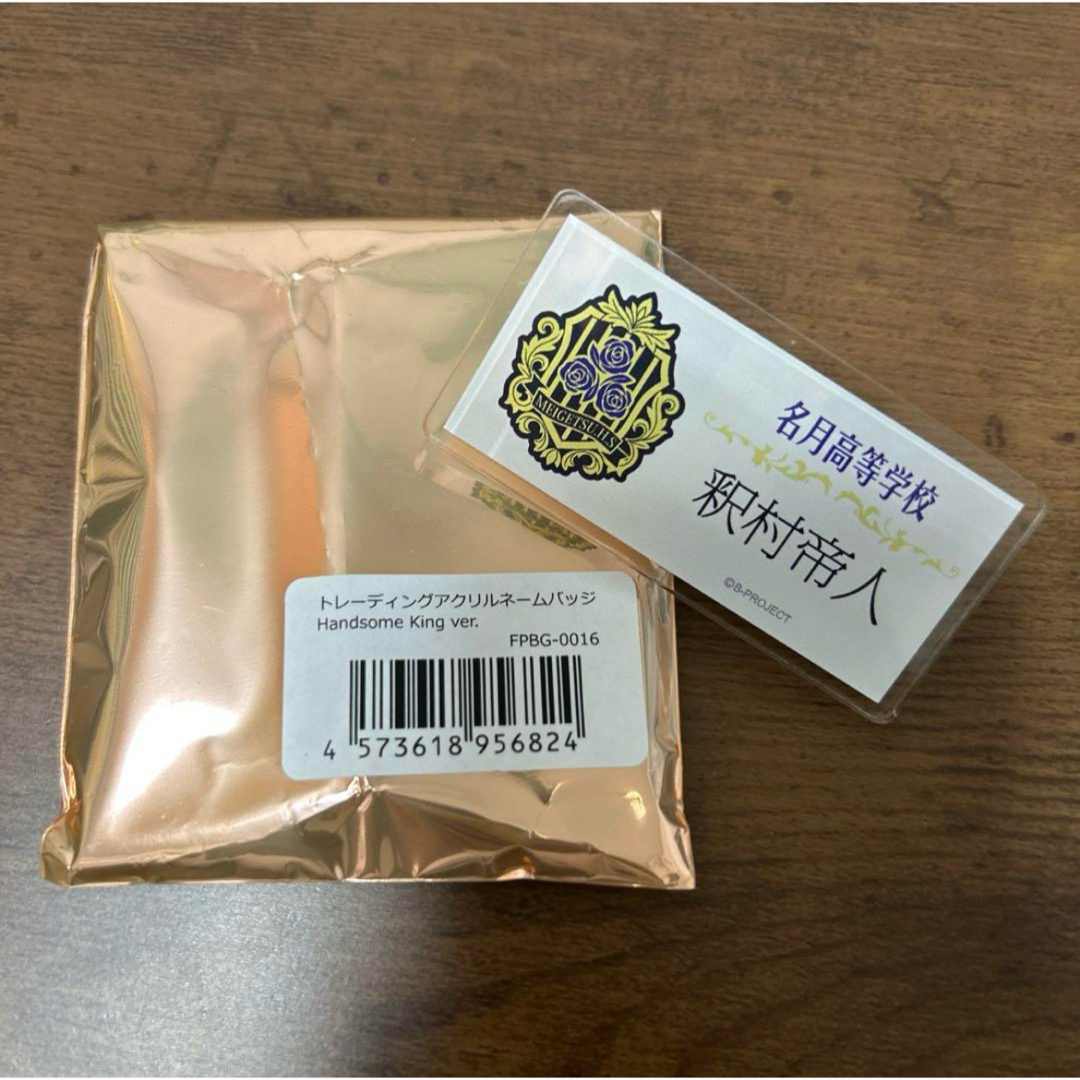 MEIGETSU.H.S
名月高等学校
釈村帝人
©B-PROJECT
トレーディングアクリルネームバッジ
Handsome King ver.
FPBG-0016
4 573618 956824